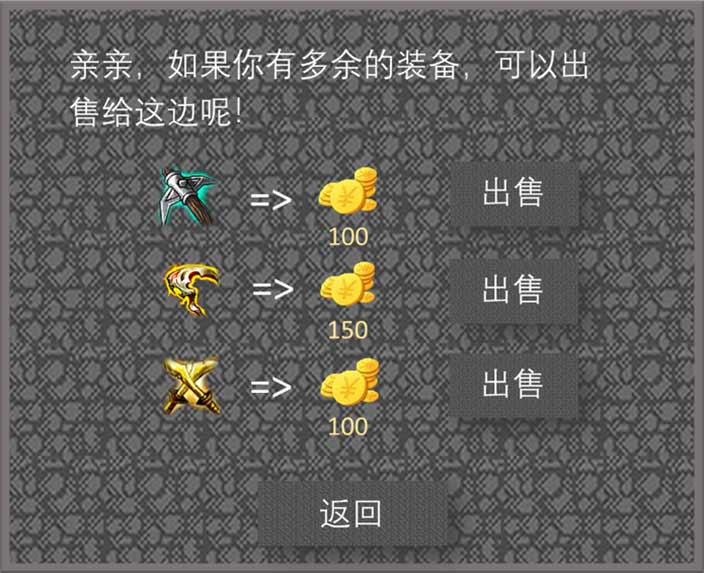 亲亲，如果你有多余的装备，可以出
售给这边呢！
=> 100 出售
=> 150 出售
=> 100 出售
返回